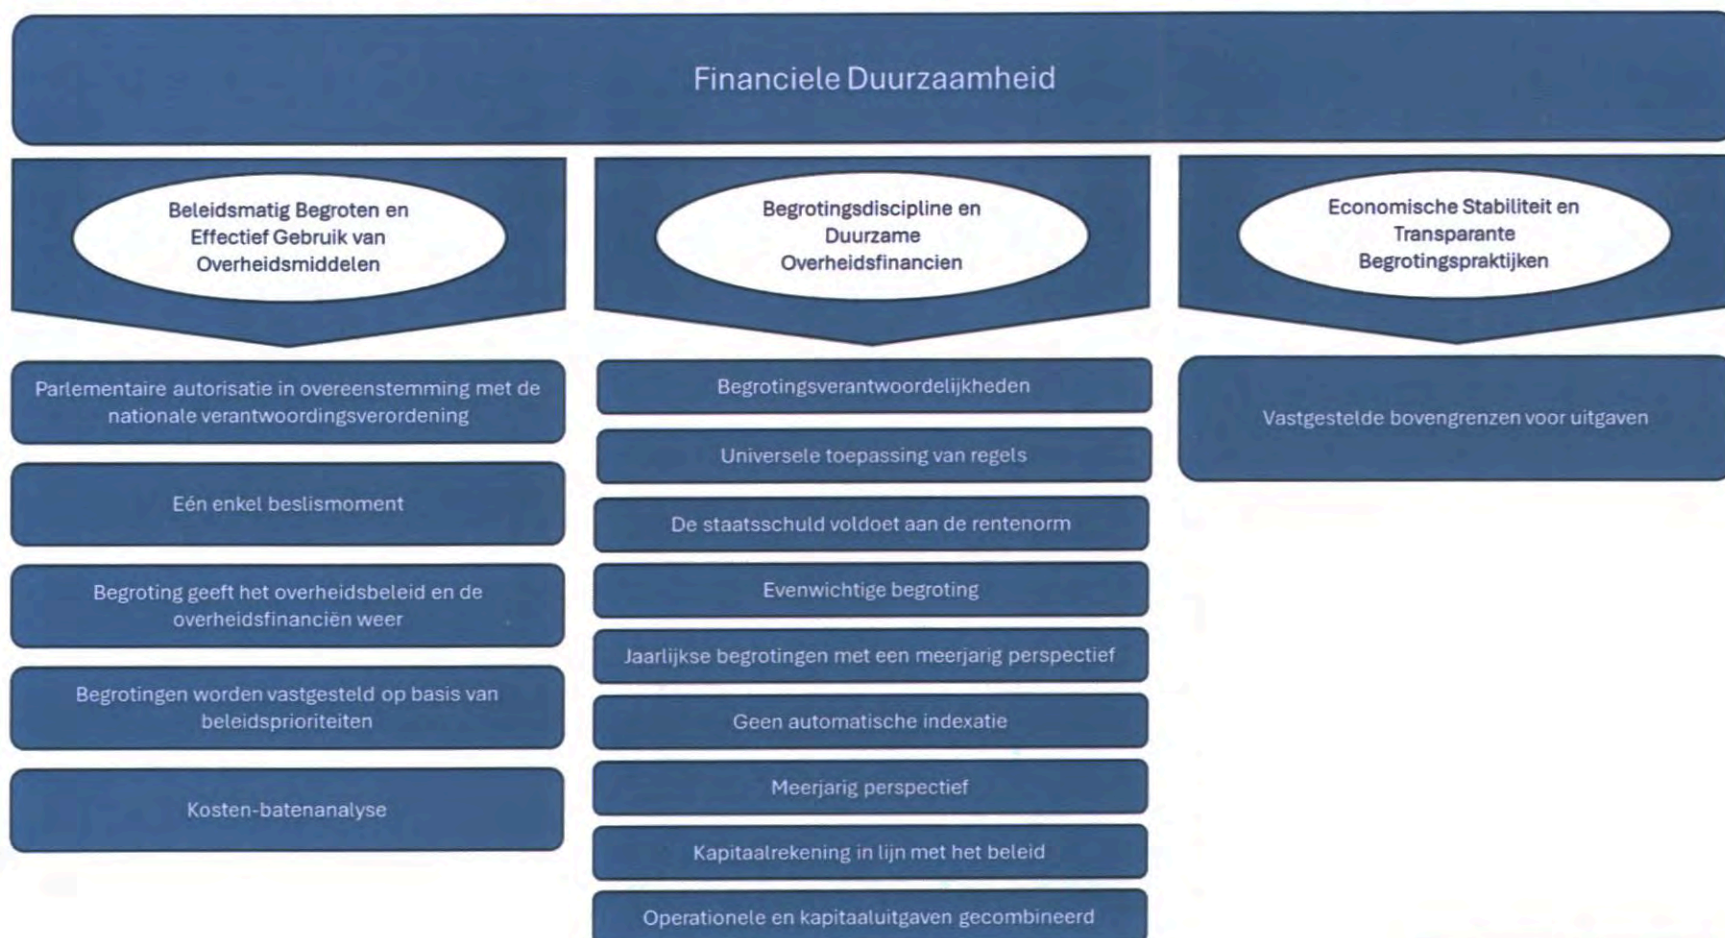 Financiele Duurzaamheid
Beleidsmatig Begroten en
Effectief Gebruik van
Overheidsmiddelen
Parlementaire autorisatie in overeenstemming met de
nationale verantwoordingsverordening
Eén enkel beslismoment
Begroting geeft het overheidsbeleid en de
overheidsfinanciën weer
Begrotingen worden vastgesteld op basis van
beleidsprioriteiten
Kosten-batenanalyse
Begrotingsdiscipline en
Duurzame
Overheidsfinancien
Begrotingsverantwoordelijkheden
Universele toepassing van regels
De staatsschuld voldoet aan de rentenorm
Evenwichtige begroting
Jaarlijkse begrotingen met een meerjarig perspectief
Geen automatische indexatie
Meerjarig perspectief
Kapitaalrekening in lijn met het beleid
Operationele en kapitaaluitgaven gecombineerd
Economische Stabiliteit en
Transparante
Begrotingspraktijken
Vastgestelde bovengrenzen voor uitgaven